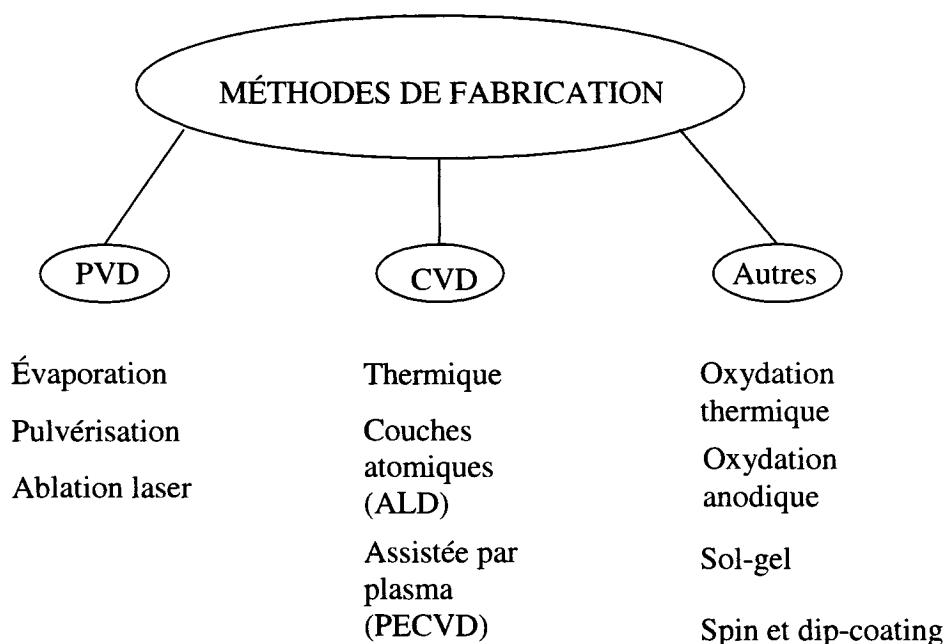 MÉTHODES DE FABRICATION
PVD
Évaporation
Pulvérisation
Ablation laser
CVD
Thermique
Couches
atomiques
(ALD)
Assistée par
plasma
(PECVD)
Autres
Oxydation
thermique
Oxydation
anodique
Sol-gel
Spin et dip-coating